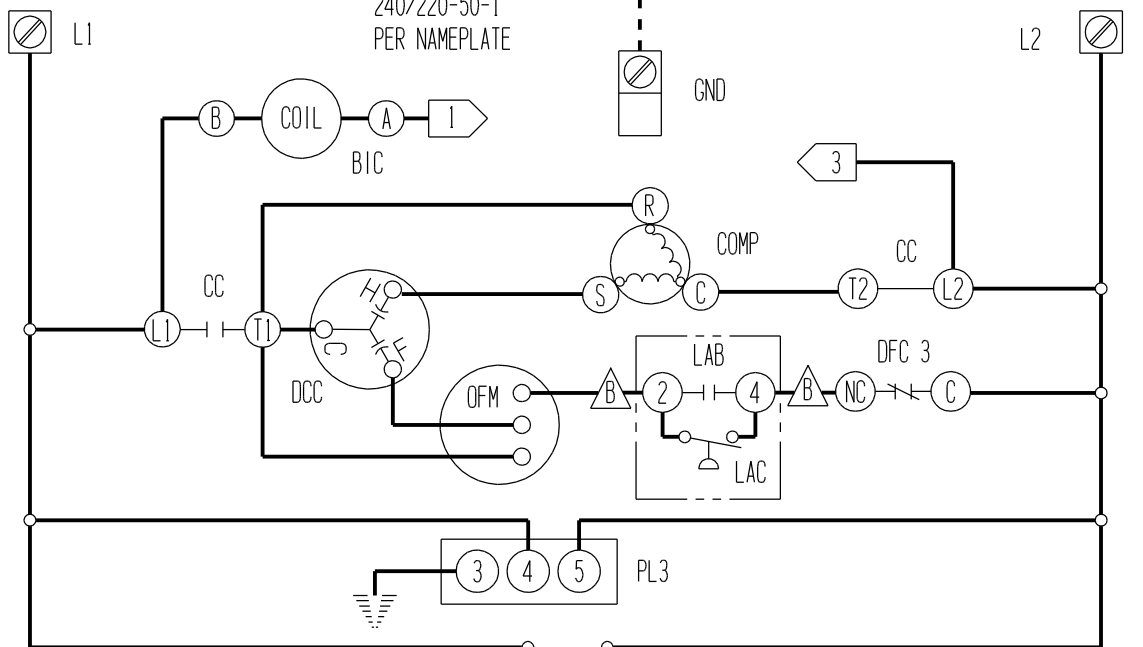 240/220-50-1
L1
PER NAMEPLATE
L2
GND
B
COIL
A
1
BIC
3
R
COMP
CC
CC
H
S
C
T2
L2
L1
T1
C
F
DCC
LAB
DFC 3
OFM
B
2
4
B
NC
C
LAC
3
4
5
PL3